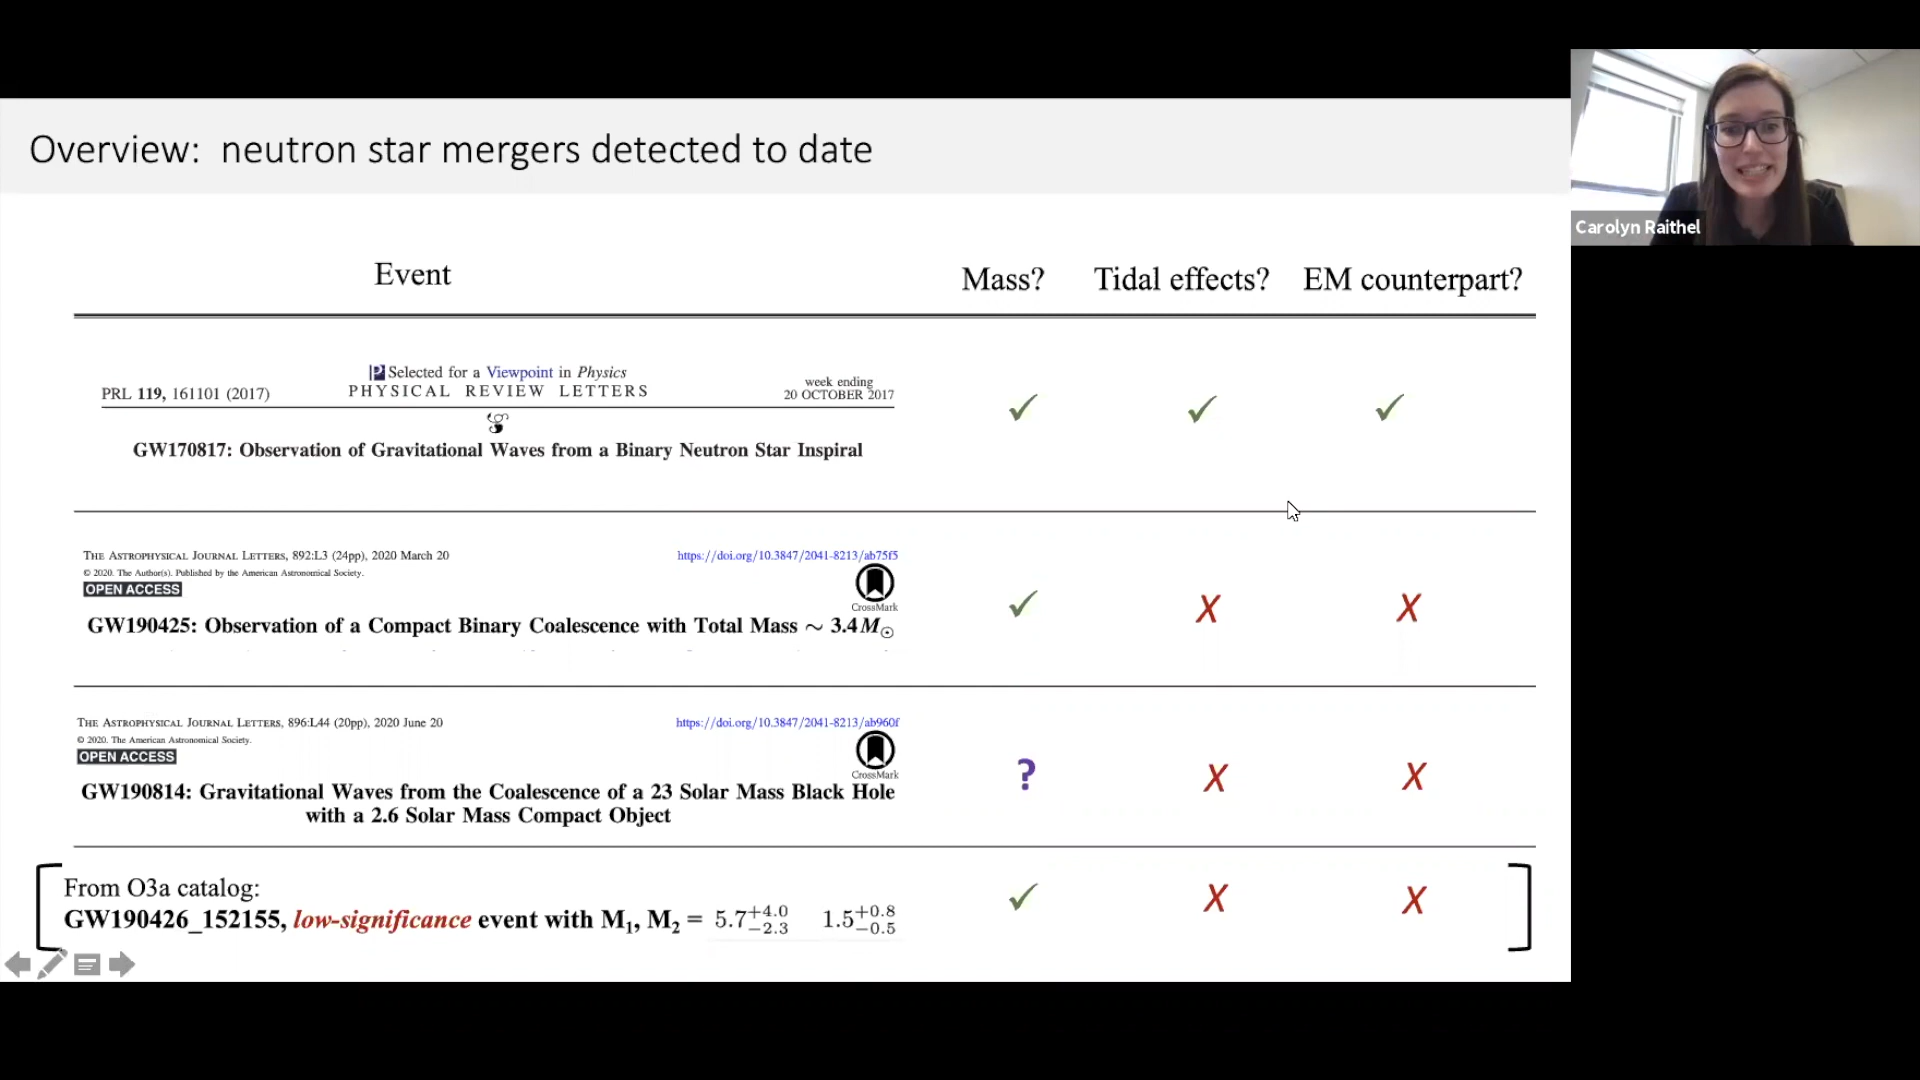 Overview: neutron star mergers detected to date
Carolyn Raithel
Event Mass? Tidal effects? EM counterpart?
Selected for a Viewpoint in Physics
PRL 119, 161101 (2017) PHYSICAL REVIEW LETTERS week ending 20 OCTOBER 2017
GW170817: Observation of Gravitational Waves from a Binary Neutron Star Inspiral
✓ ✓ ✓
THE ASTROPHYSICAL JOURNAL LETTERS, 892:L3 (24pp), 2020 March 20 https://doi.org/10.3847/2041-8213/ab75f5
© 2020. The Author(s). Published by the American Astronomical Society.
OPEN ACCESS
CrossMark
GW190425: Observation of a Compact Binary Coalescence with Total Mass ∼ 3.4 M⊙
✓ X X
THE ASTROPHYSICAL JOURNAL LETTERS, 896:L44 (20pp), 2020 June 20 https://doi.org/10.3847/2041-8213/ab960f
© 2020. The American Astronomical Society.
OPEN ACCESS
CrossMark
GW190814: Gravitational Waves from the Coalescence of a 23 Solar Mass Black Hole
with a 2.6 Solar Mass Compact Object
? X X
From O3a catalog:
GW190426_152155, low-significance event with M₁, M₂ = 5.7+4.0−2.3 1.5+0.8−0.5
✓ X X